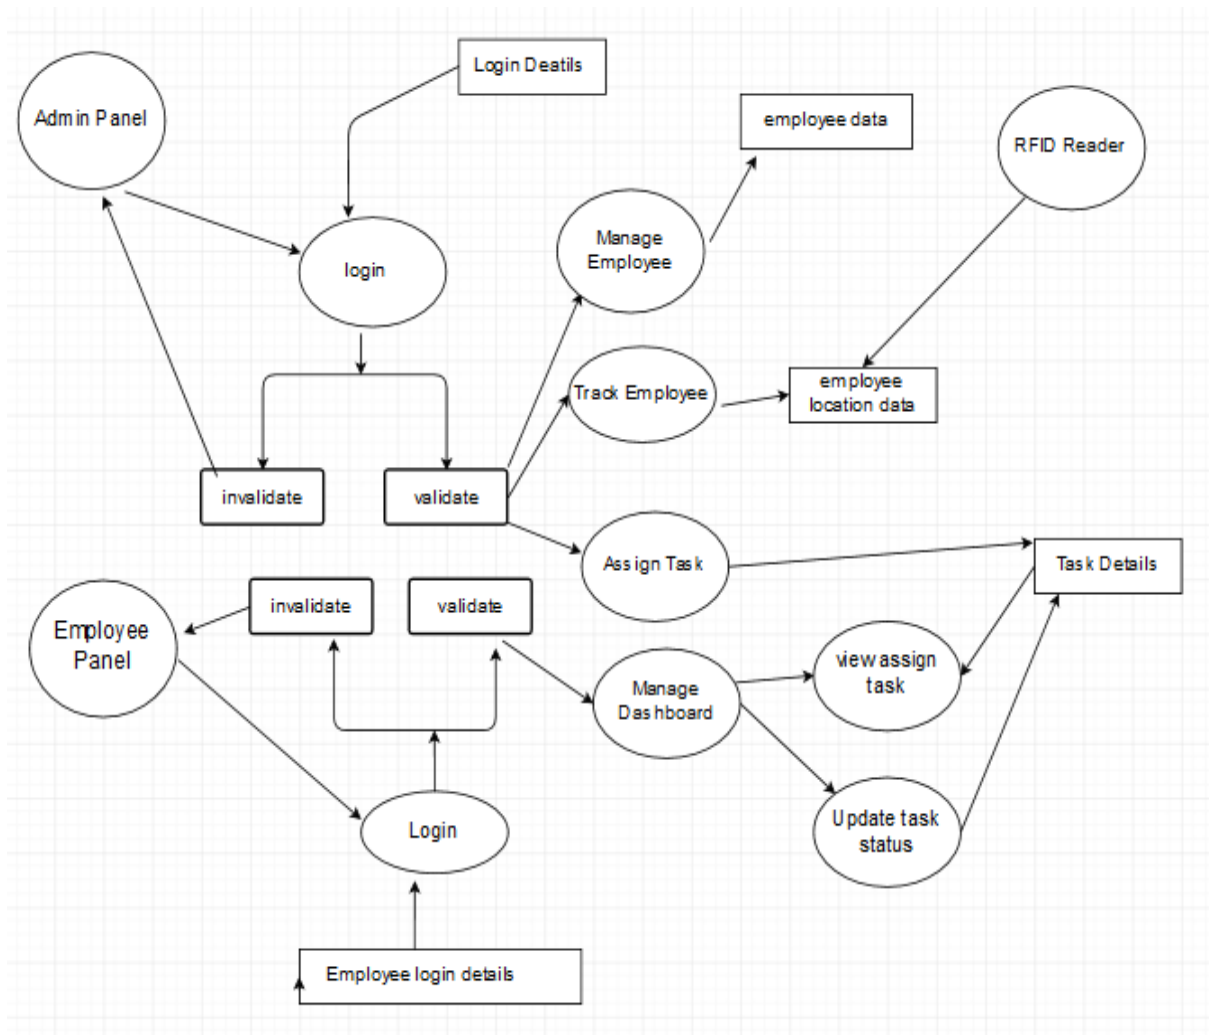 Login Deatils
Admin Panel
employee data
RFID Reader
Manage
Employee
login
Track Employee
employee
location data
invalidate
validate
Assign Task
Task Details
invalidate
validate
Employee
Panel
view assign
task
Manage
Dashboard
Login
Update task
status
Employee login details